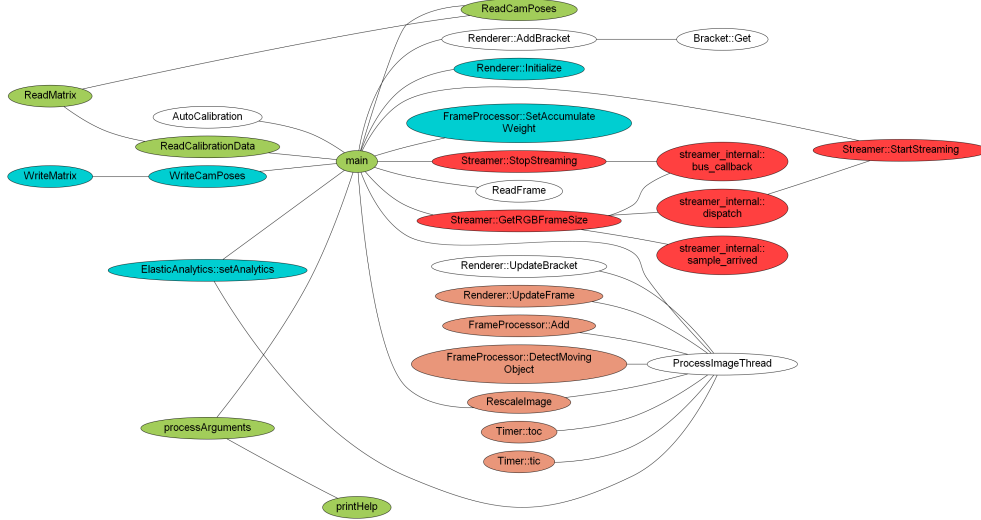 ReadCamPoses
Renderer::AddBracket
Bracket::Get
Renderer::Initialize
ReadMatrix
AutoCalibration
FrameProcessor::SetAccumulate
Weight
ReadCalibrationData
main
Streamer::StopStreaming
streamer_internal::
bus_callback
Streamer::StartStreaming
WriteMatrix
WriteCamPoses
ReadFrame
Streamer::GetRGBFrameSize
streamer_internal::
dispatch
streamer_internal::
sample_arrived
ElasticAnalytics::setAnalytics
Renderer::UpdateBracket
Renderer::UpdateFrame
FrameProcessor::Add
FrameProcessor::DetectMoving
Object
ProcessImageThread
RescaleImage
processArguments
Timer::toc
Timer::tic
printHelp